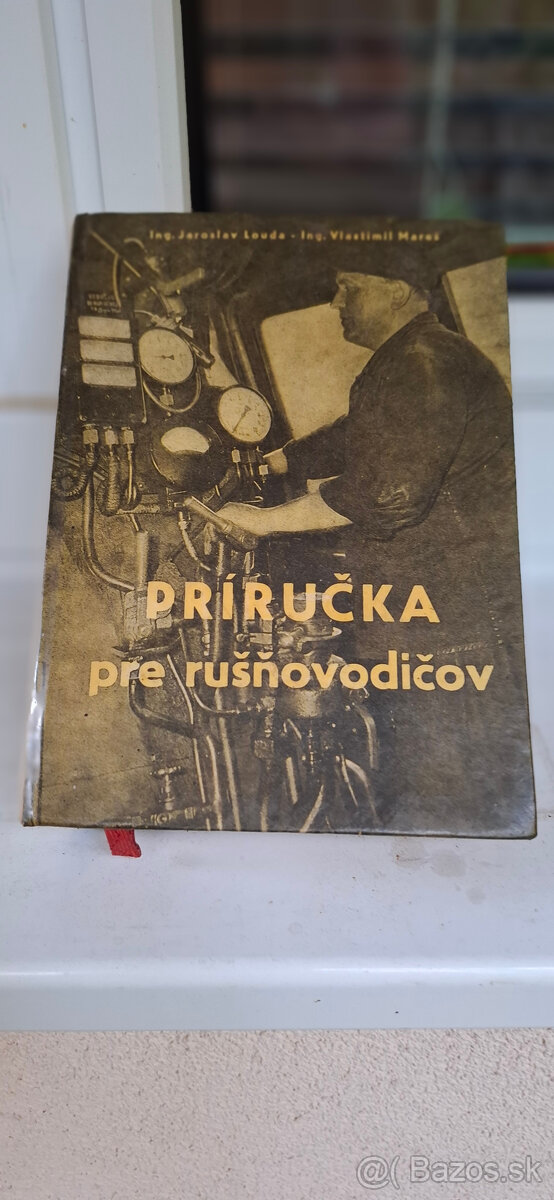 Ing. Jaroslav Louda - Ing. Vlastimil Mareš
PRÍRUČKA
pre rušňovodičov
@( Bazos.sk